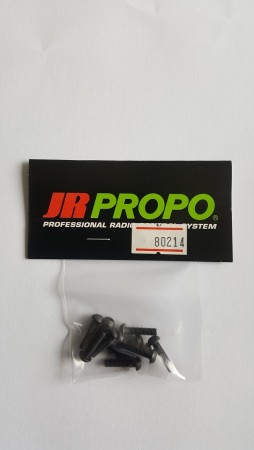 JR PROPO®
PROFESSIONAL RADIO SYSTEM
80214